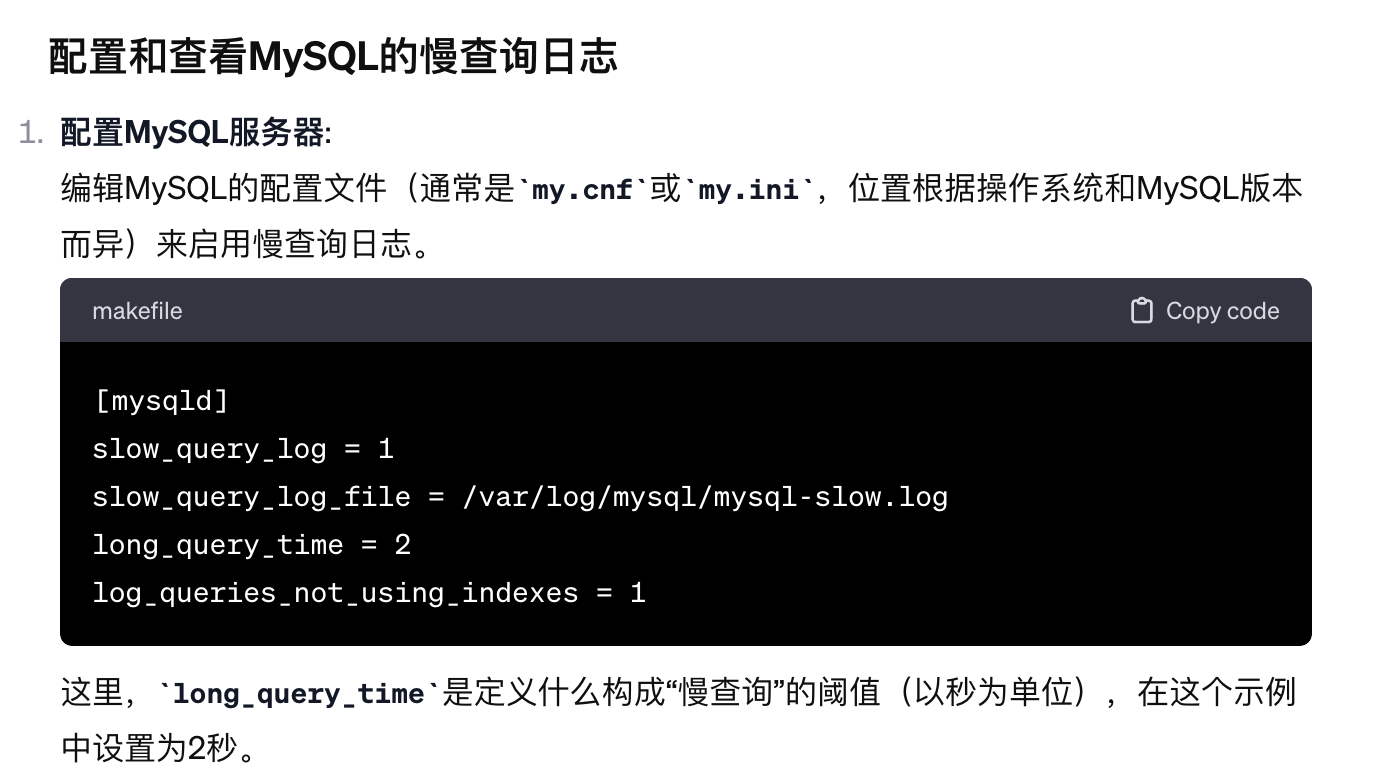 配置和查看MySQL的慢查询日志
1. 配置MySQL服务器:
编辑MySQL的配置文件（通常是`my.cnf`或`my.ini`，位置根据操作系统和MySQL版本
而异）来启用慢查询日志。
makefile Copy code
[mysqld]
slow_query_log = 1
slow_query_log_file = /var/log/mysql/mysql-slow.log
long_query_time = 2
log_queries_not_using_indexes = 1
这里，`long_query_time`是定义什么构成“慢查询”的阈值（以秒为单位），在这个示例
中设置为2秒。